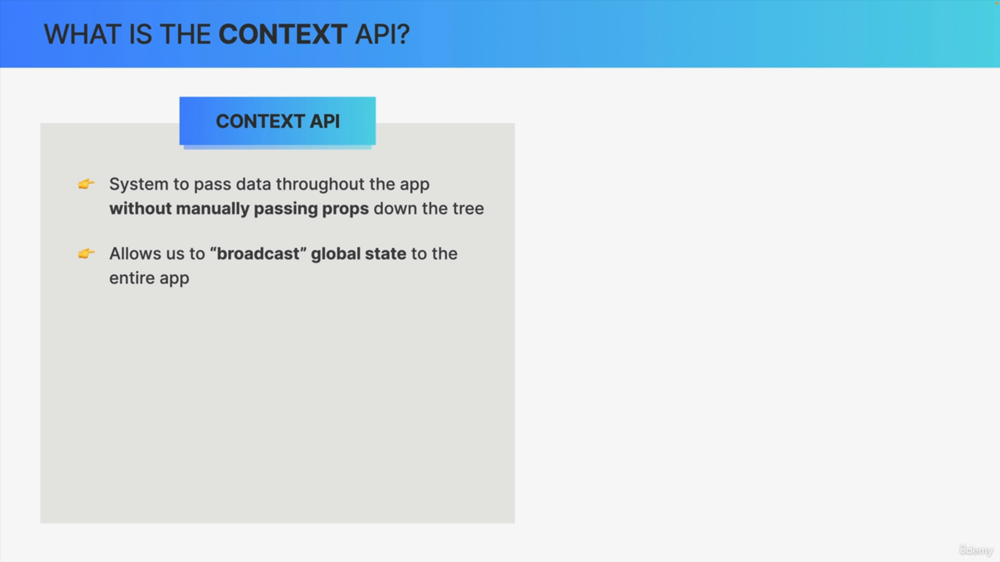 WHAT IS THE CONTEXT API?
CONTEXT API
👉 System to pass data throughout the app
without manually passing props down the tree
👉 Allows us to “broadcast” global state to the
entire app
ûdemy